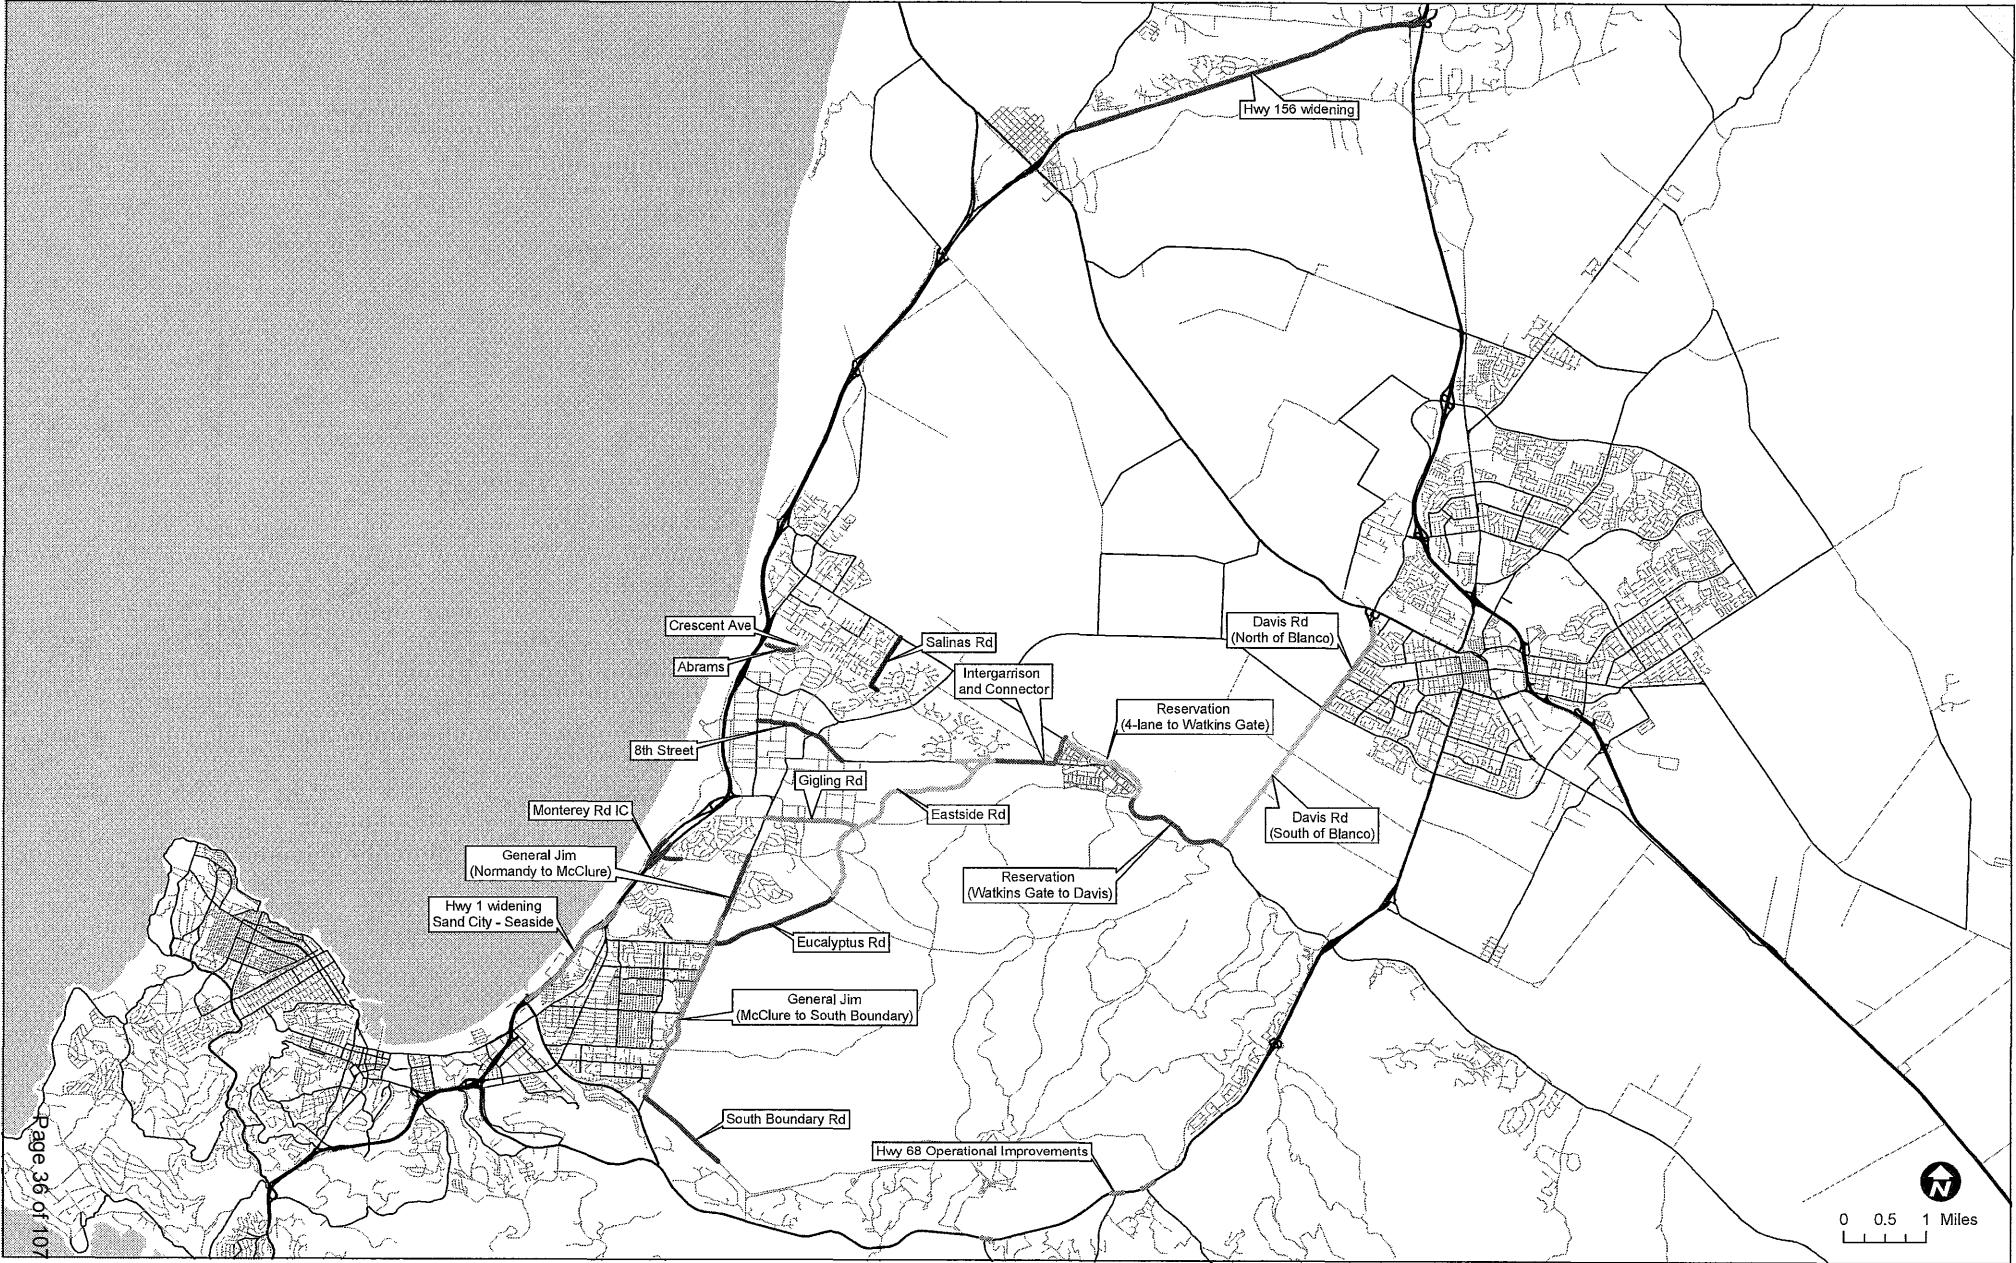 Hwy 156 widening
Crescent Ave
Abrams
Salinas Rd
Davis Rd
(North of Blanco)
Intergarrison
and Connector
Reservation
(4-lane to Watkins Gate)
8th Street
Gigling Rd
Monterey Rd IC
Eastside Rd
Davis Rd
(South of Blanco)
General Jim
(Normandy to McClure)
Reservation
(Watkins Gate to Davis)
Hwy 1 widening
Sand City - Seaside
Eucalyptus Rd
General Jim
(McClure to South Boundary)
South Boundary Rd
Hwy 68 Operational Improvements
N
0 0.5 1 Miles
Page 36 of 107